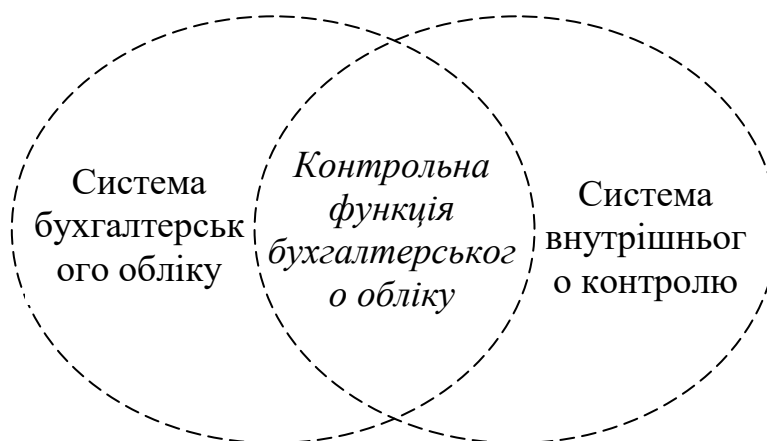 Система
бухгалтерськ
ого обліку
Контрольна
функція
бухгалтерськог
о обліку
Система
внутрішньог
о контролю